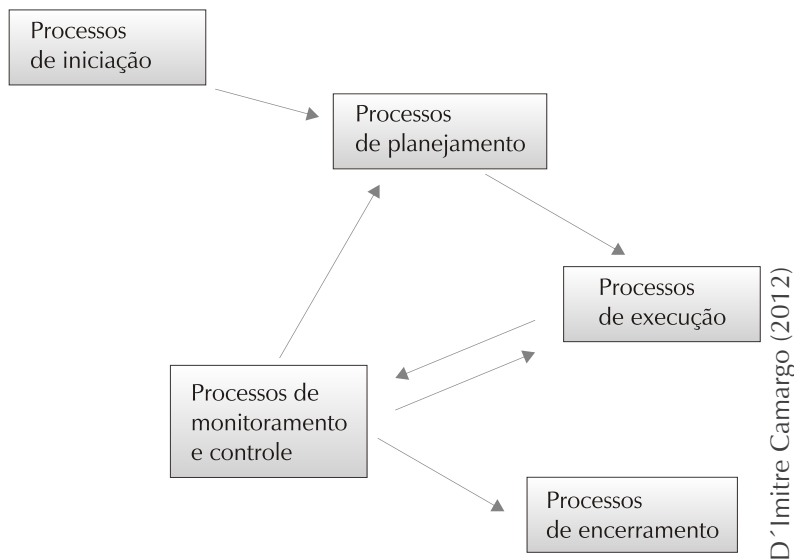 Processos
de iniciação
Processos
de planejamento
Processos
de execução
Processos de
monitoramento
e controle
Processos
de encerramento
D´Imitre Camargo (2012)